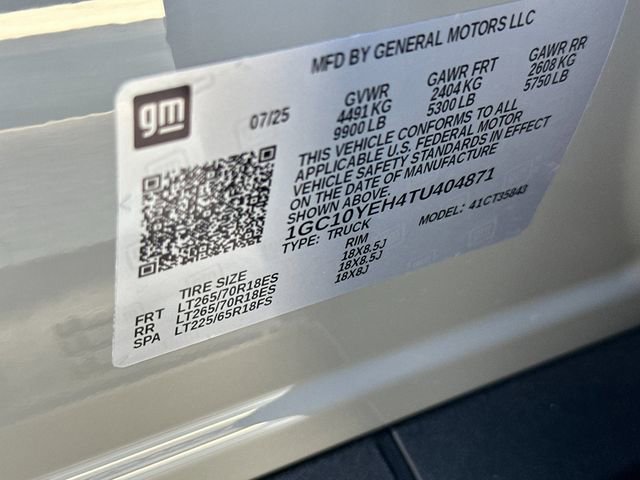 MFD BY GENERAL MOTORS LLC
gm
07/25
GVWR
4491 KG
9900 LB
GAWR FRT
2404 KG
5300 LB
GAWR RR
2608 KG
5750 LB
THIS VEHICLE CONFORMS TO ALL
APPLICABLE U.S. FEDERAL MOTOR
VEHICLE SAFETY STANDARDS IN EFFECT
ON THE DATE OF MANUFACTURE
SHOWN ABOVE.
1GC10YEH4TU404871
TYPE: TRUCK
MODEL: 41CT35843
TIRE SIZE RIM
FRT LT265/70R18ES 18X8.5J
RR LT265/70R18ES 18X8.5J
SPA LT225/65R18FS 18X8J